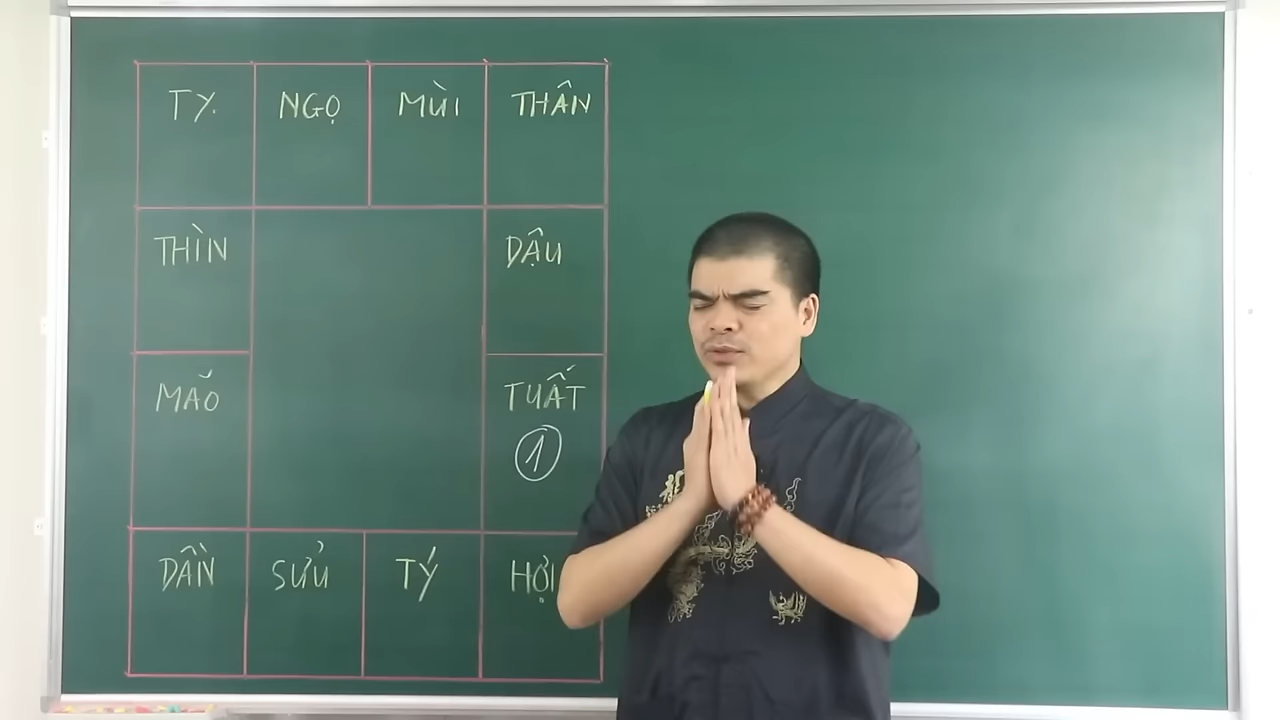 TỴ
NGỌ
MÙI
THÂN
THÌN
DẬU
MÃO
TUẤT
1
DẦN
SỬU
TÝ
HỢI